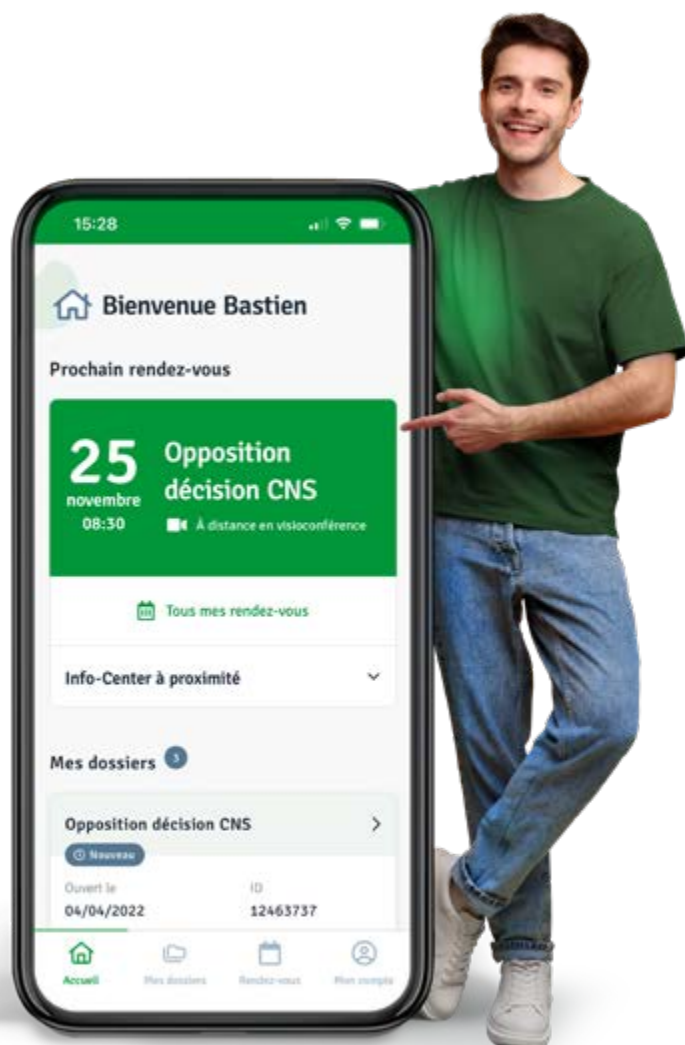 15:28
Bienvenue Bastien
Prochain rendez-vous
25
novembre
08:30
Opposition
décision CNS
À distance en visioconférence
Tous mes rendez-vous
Info-Center à proximité
Mes dossiers 3
Opposition décision CNS
Nouveau
Ouvert le
04/04/2022
ID
12463737
Accueil
Mes dossiers
Rendez-vous
Mon compte